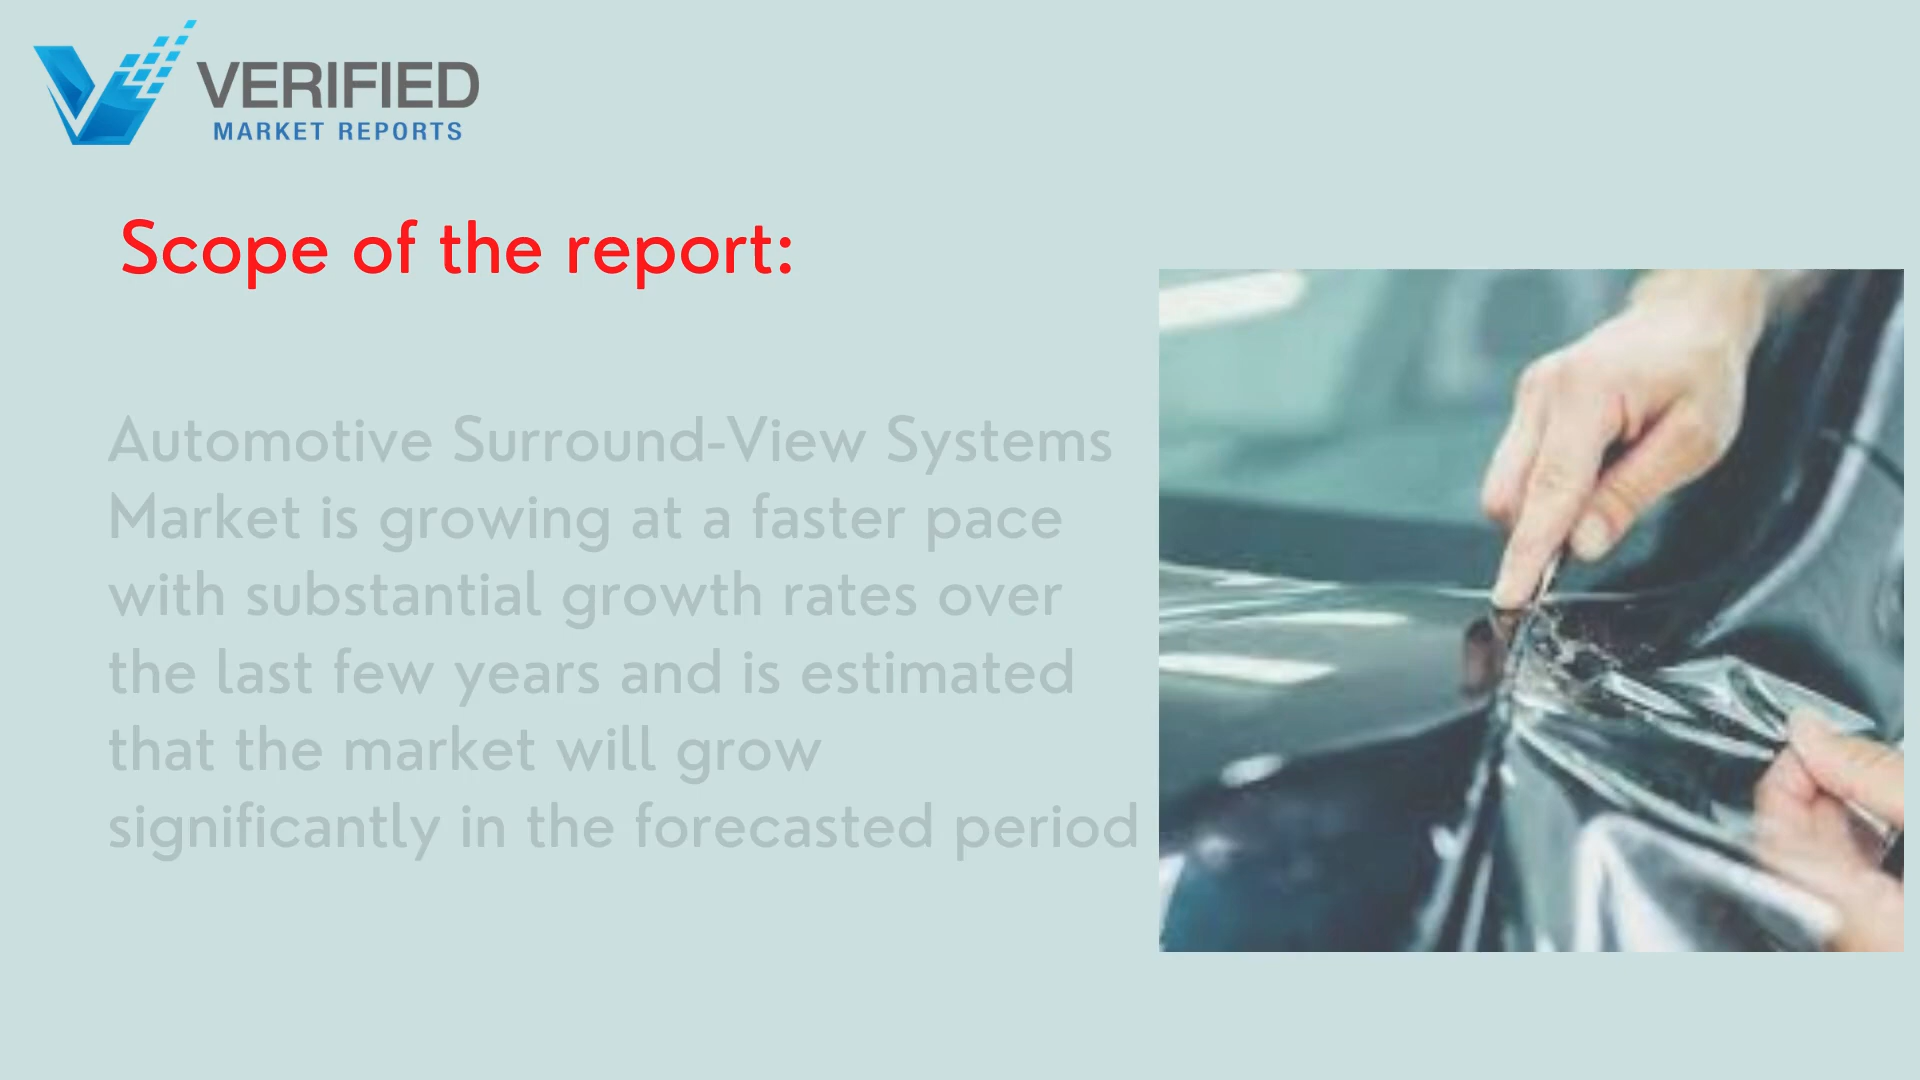 VERIFIED
MARKET REPORTS
Scope of the report:
Automotive Surround-View Systems
Market is growing at a faster pace
with substantial growth rates over
the last few years and is estimated
that the market will grow
significantly in the forecasted period